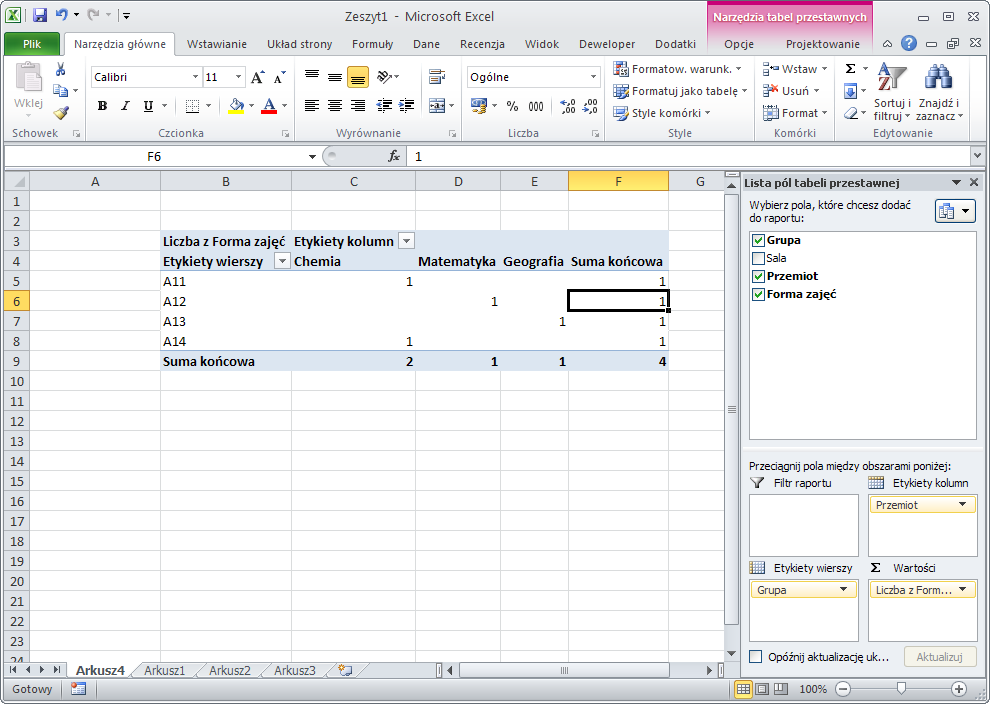 Zeszyt1 - Microsoft Excel
Narzędzia tabel przestawnych
Plik Narzędzia główne Wstawianie Układ strony Formuły Dane Recenzja Widok Deweloper Dodatki Opcje Projektowanie
Wklej
Calibri 11
Ogólne
Formatow. warunk.
Formatuj jako tabelę
Style komórki
Wstaw
Usuń
Format
Sortuj i filtruj
Znajdź i zaznacz
B I U
% 000
Schowek Czcionka Wyrównanie Liczba Style Komórki Edytowanie
F6 fx 1
A B C D E F G
1
2
3 Liczba z Forma zajęć Etykiety kolumn
4 Etykiety wierszy Chemia Matematyka Geografia Suma końcowa
5 A11 1 1
6 A12 1 1
7 A13 1 1
8 A14 1 1
9 Suma końcowa 2 1 1 4
10
11
12
13
14
15
16
17
18
19
20
21
22
23
24
Lista pól tabeli przestawnej
Wybierz pola, które chcesz dodać
do raportu:
Grupa
Sala
Przemiot
Forma zajęć
Przeciągnij pola między obszarami poniżej:
Filtr raportu Etykiety kolumn
Przemiot
Etykiety wierszy Σ Wartości
Grupa Liczba z Form...
Opóźnij aktualizację uk... Aktualizuj
Arkusz4 Arkusz1 Arkusz2 Arkusz3
Gotowy 100%